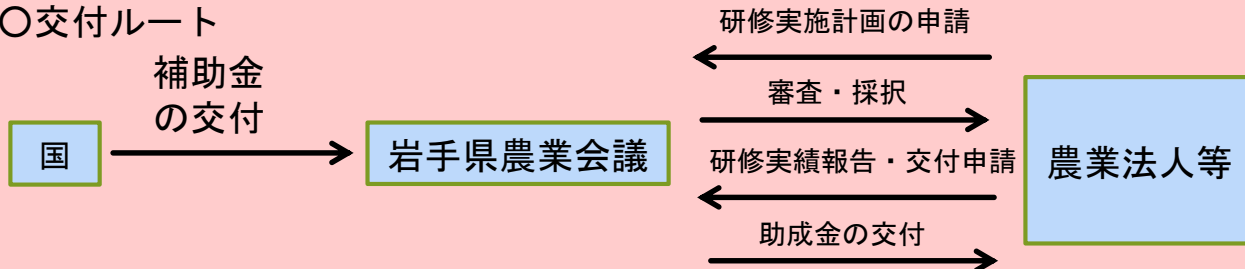 〇交付ルート
補助金
の交付
国
岩手県農業会議
研修実施計画の申請
審査・採択
研修実績報告・交付申請
助成金の交付
農業法人等